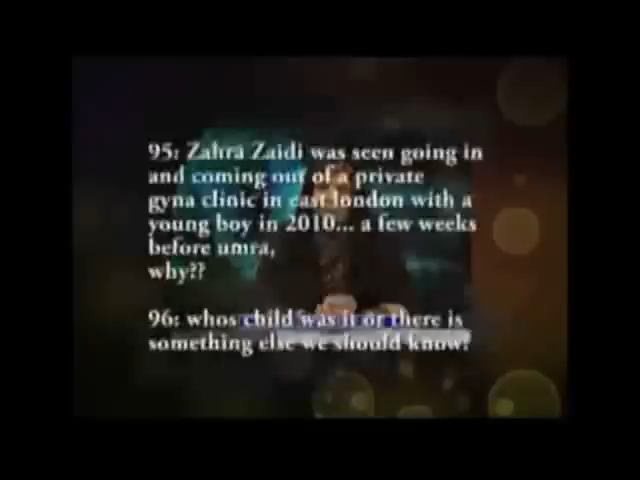 95: Zahra Zaidi was seen going in
and coming out of a private
gyna clinic in east london with a
young boy in 2010... a few weeks
before umra,
why??
96: whos child was it or there is
something else we should know?